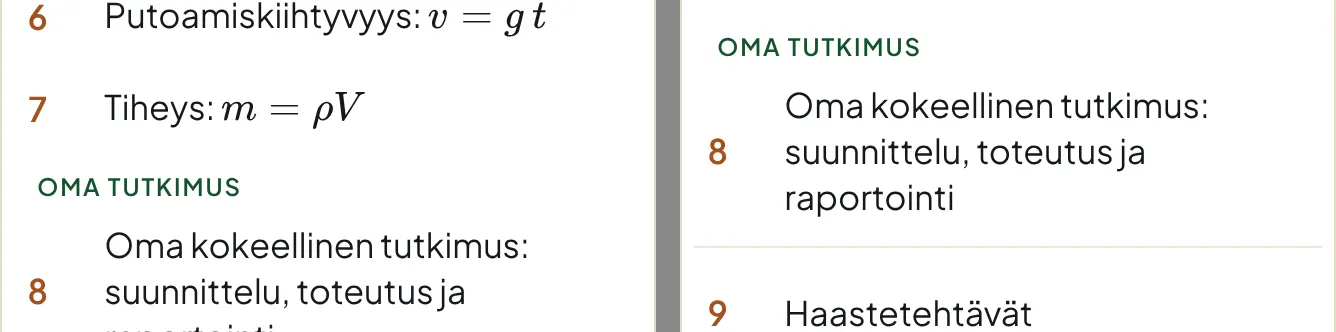 6 Putoamiskiihtyvyys: v = g t
7 Tiheys: m = ρV
OMA TUTKIMUS
Oma kokeellinen tutkimus:
8 suunnittelu, toteutus ja
OMA TUTKIMUS
Oma kokeellinen tutkimus:
8 suunnittelu, toteutus ja
raportointi
9 Haastetehtävät